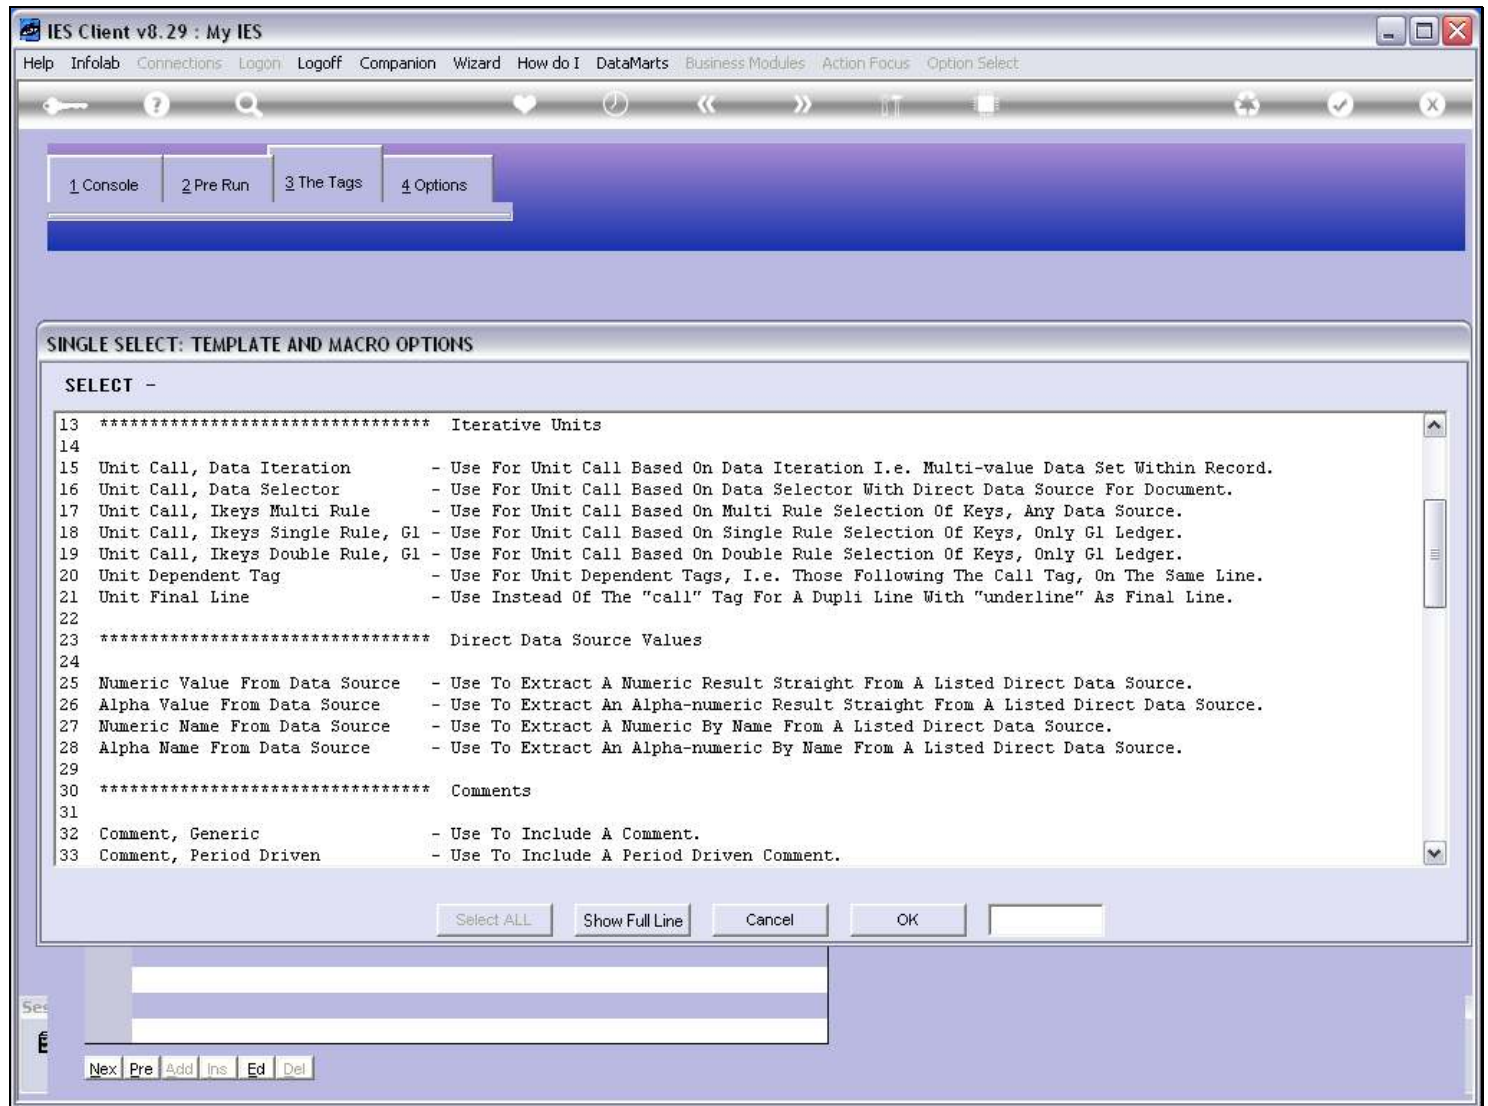 IES Client v8.29 : My IES
Help Infolab Connections Logon Logoff Companion Wizard How do I DataMarts Business Modules Action Focus Option Select
1 Console 2 Pre Run 3 The Tags 4 Options
SINGLE SELECT: TEMPLATE AND MACRO OPTIONS
SELECT -
13 ********************************* Iterative Units
14
15 Unit Call, Data Iteration - Use For Unit Call Based On Data Iteration I.e. Multi-value Data Set Within Record.
16 Unit Call, Data Selector - Use For Unit Call Based On Data Selector With Direct Data Source For Document.
17 Unit Call, Ikeys Multi Rule - Use For Unit Call Based On Multi Rule Selection Of Keys, Any Data Source.
18 Unit Call, Ikeys Single Rule, Gl - Use For Unit Call Based On Single Rule Selection Of Keys, Only Gl Ledger.
19 Unit Call, Ikeys Double Rule, Gl - Use For Unit Call Based On Double Rule Selection Of Keys, Only Gl Ledger.
20 Unit Dependent Tag - Use For Unit Dependent Tags, I.e. Those Following The Call Tag, On The Same Line.
21 Unit Final Line - Use Instead Of The "call" Tag For A Dupli Line With "underline" As Final Line.
22
23 ********************************* Direct Data Source Values
24
25 Numeric Value From Data Source - Use To Extract A Numeric Result Straight From A Listed Direct Data Source.
26 Alpha Value From Data Source - Use To Extract An Alpha-numeric Result Straight From A Listed Direct Data Source.
27 Numeric Name From Data Source - Use To Extract A Numeric By Name From A Listed Direct Data Source.
28 Alpha Name From Data Source - Use To Extract An Alpha-numeric By Name From A Listed Direct Data Source.
29
30 ********************************* Comments
31
32 Comment, Generic - Use To Include A Comment.
33 Comment, Period Driven - Use To Include A Period Driven Comment.
Select ALL Show Full Line Cancel OK
Ses
Nex Pre Add Ins Ed Del